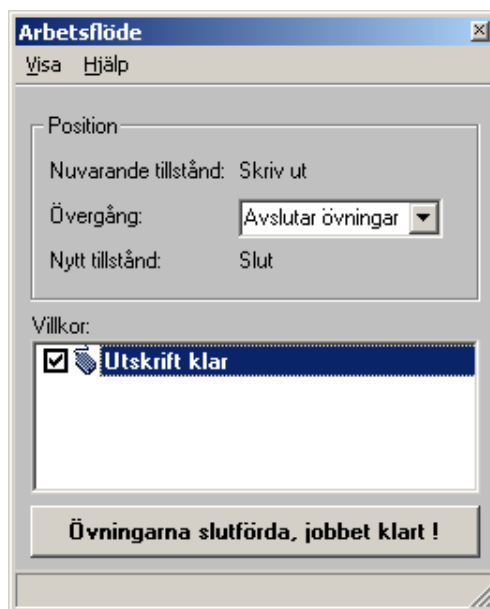 Arbetsflöde
Visa Hjälp
Position
Nuvarande tillstånd: Skriv ut
Övergång: Avslutar övningar
Nytt tillstånd: Slut
Villkor:
Utskrift klar
Övningarna slutförda, jobbet klart !